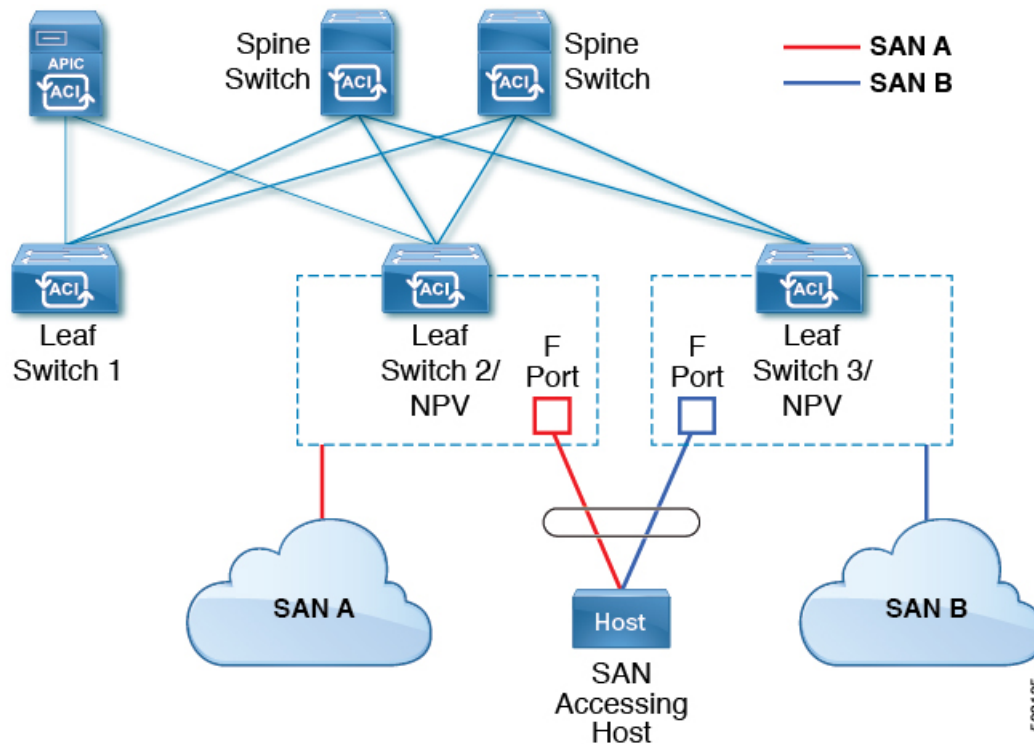 APIC
ACI
Spine
Switch
ACI
ACI
Spine
Switch
SAN A
SAN B
ACI
Leaf
Switch 1
ACI
Leaf
Switch 2/
NPV
F
Port
F
Port
ACI
Leaf
Switch 3/
NPV
SAN A
Host
SAN
Accessing
Host
SAN B